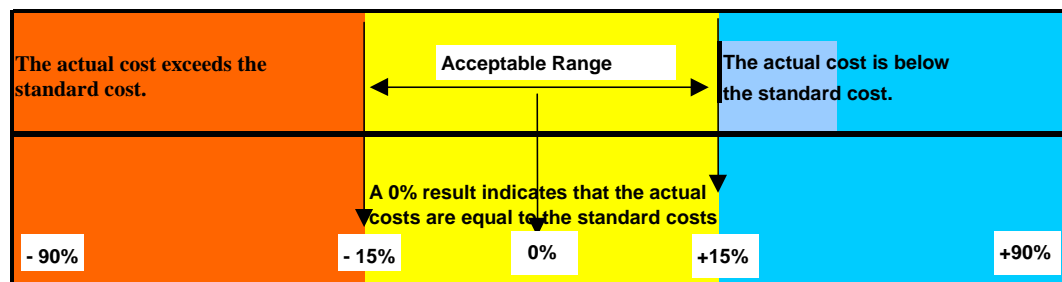 The actual cost exceeds the
standard cost.
Acceptable Range
The actual cost is below
the standard cost.
A 0% result indicates that the actual
costs are equal to the standard costs
- 90%
- 15%
0%
+15%
+90%